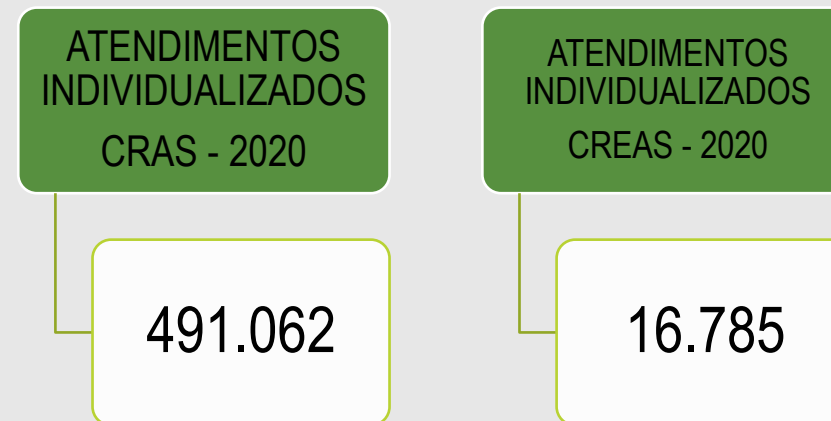 ATENDIMENTOS
INDIVIDUALIZADOS
CRAS - 2020
491.062
ATENDIMENTOS
INDIVIDUALIZADOS
CREAS - 2020
16.785